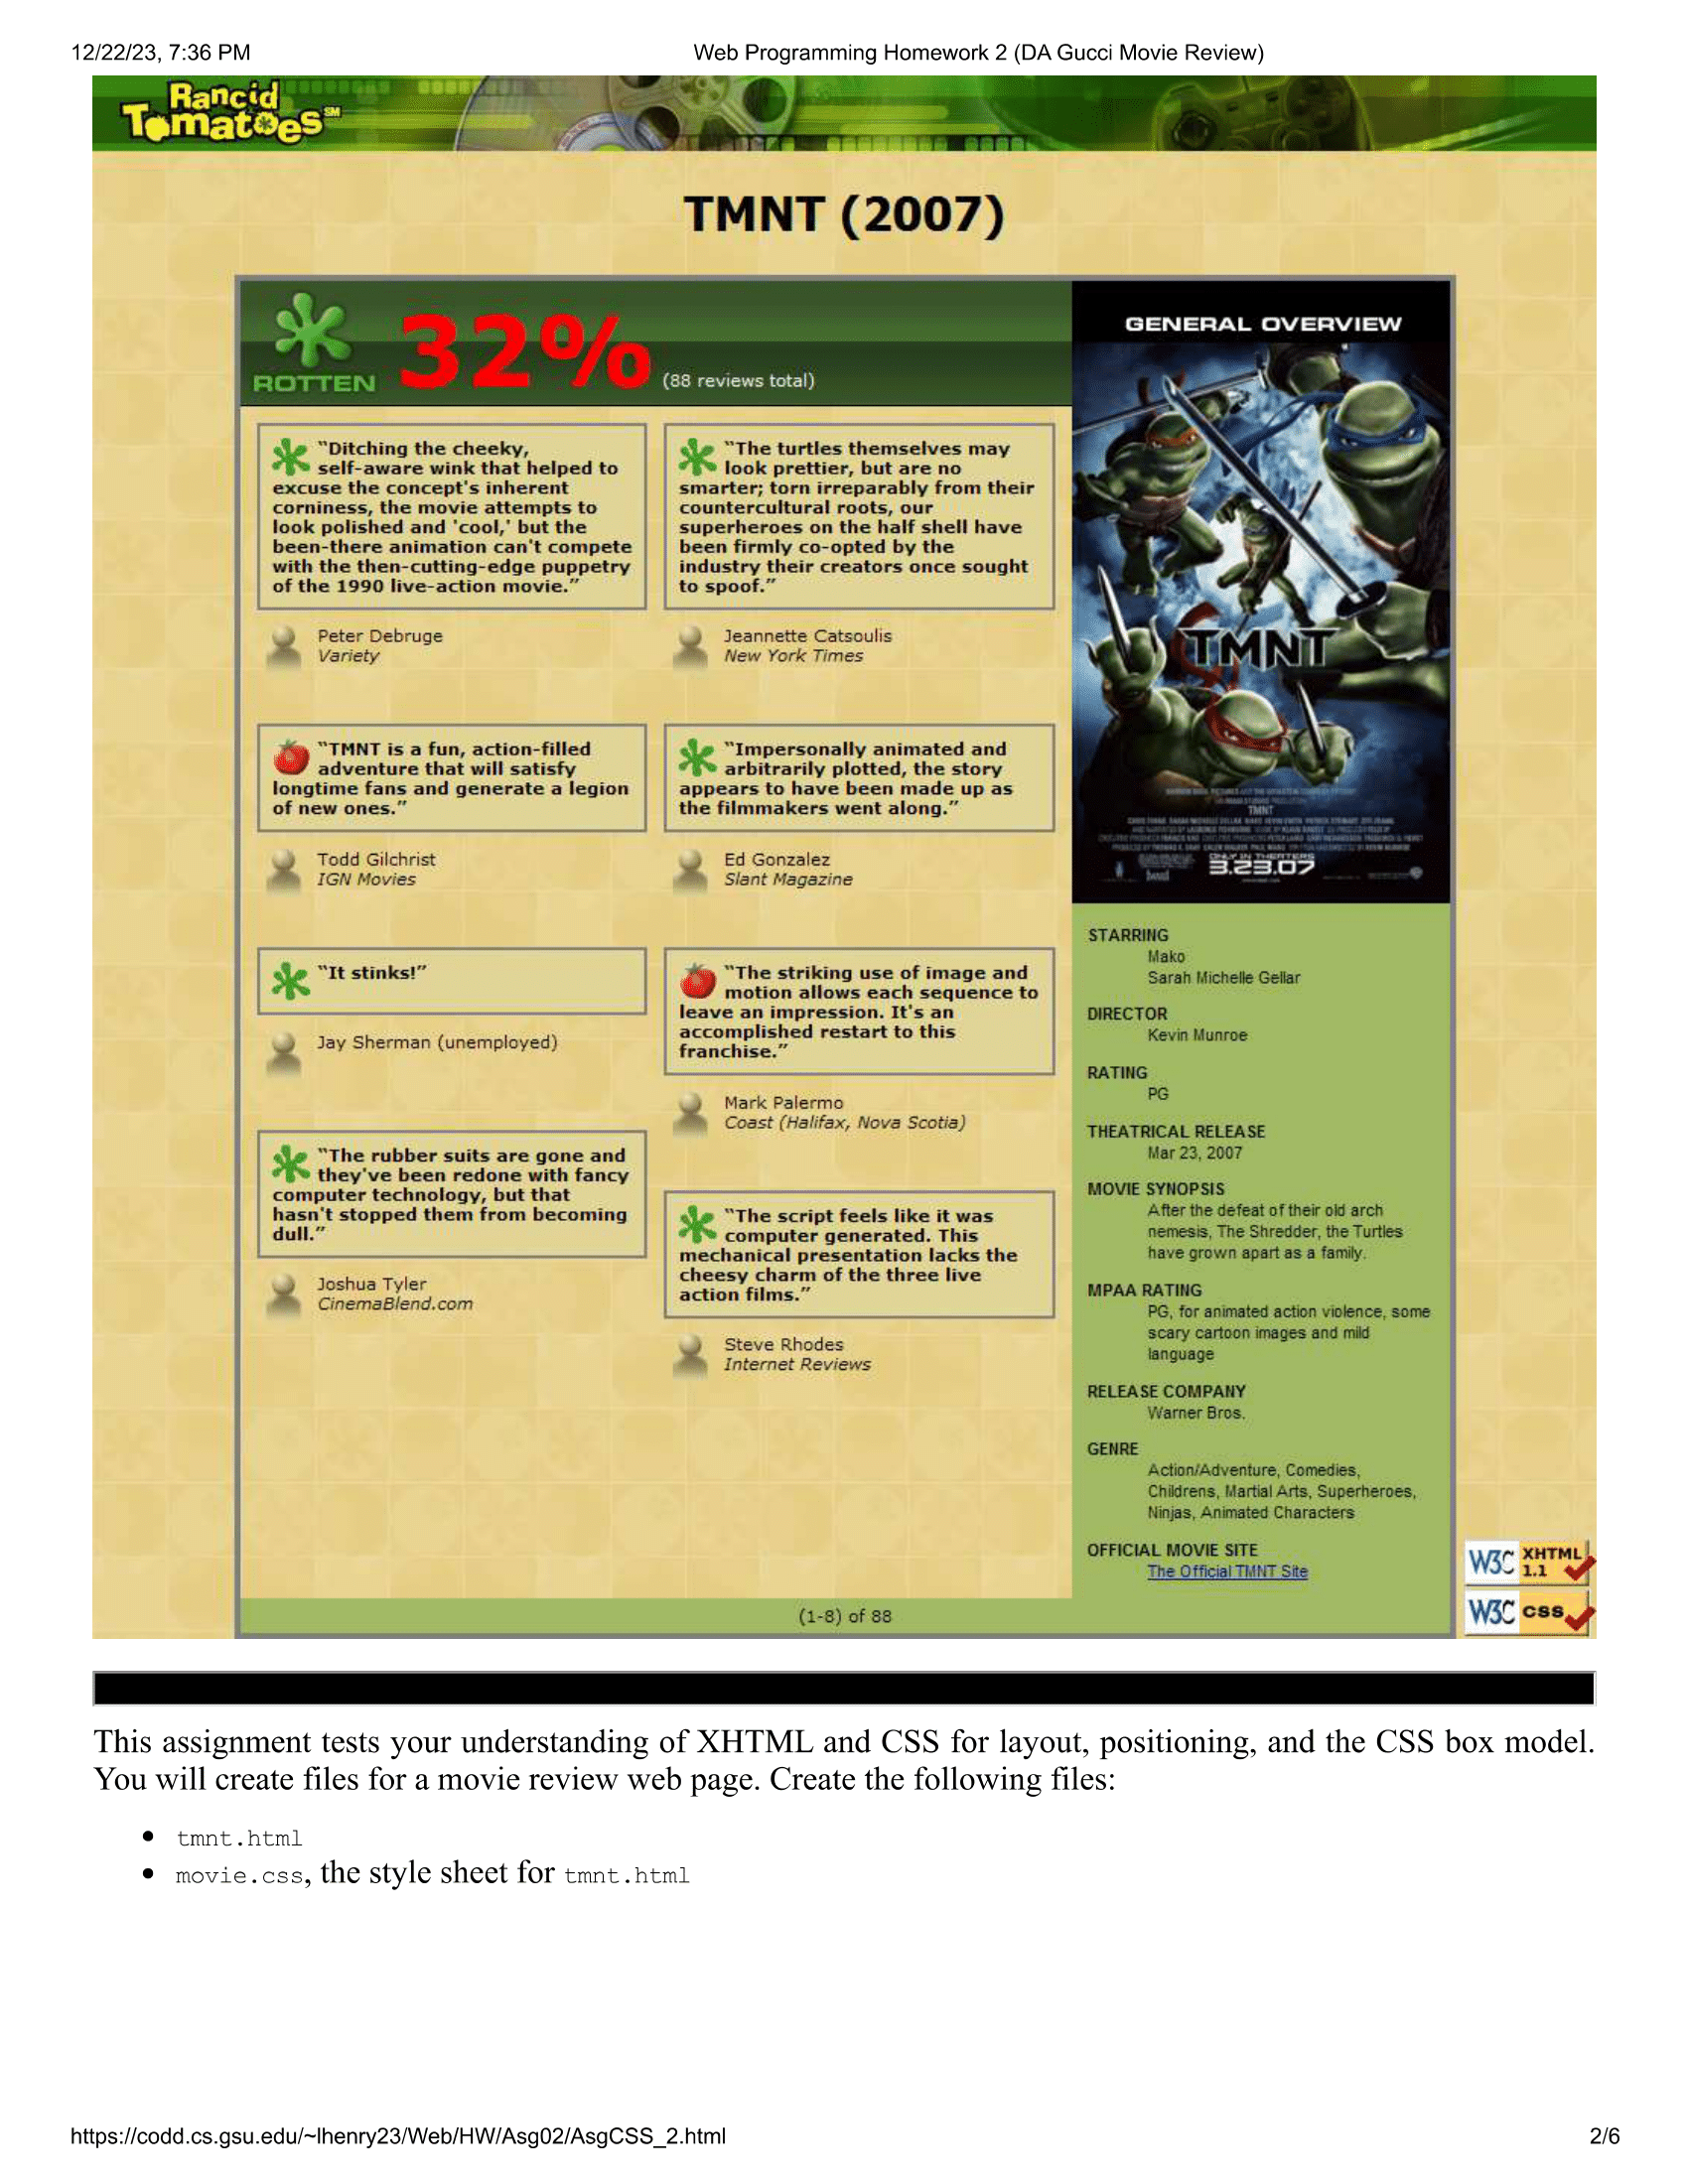 12/22/23, 7:36 PM
Web Programming Homework 2 (DA Gucci Movie Review)
Rancid
Tomatoes SM
TMNT (2007)
ROTTEN
32%
(88 reviews total)
"Ditching the cheeky,
self-aware wink that helped to
excuse the concept's inherent
corniness, the movie attempts to
look polished and 'cool,' but the
been-there animation can't compete
with the then-cutting-edge puppetry
of the 1990 live-action movie."
Peter Debruge
Variety
"TMNT is a fun, action-filled
adventure that will satisfy
longtime fans and generate a legion
of new ones."
Todd Gilchrist
IGN Movies
"It stinks!"
Jay Sherman (unemployed)
"The rubber suits are gone and
they've been redone with fancy
computer technology, but that
hasn't stopped them from becoming
dull."
Joshua Tyler
CinemaBlend.com
"The turtles themselves may
look prettier, but are no
smarter; torn irreparably from their
countercultural roots, our
superheroes on the half shell have
been firmly co-opted by the
industry their creators once sought
to spoof."
Jeannette Catsoulis
New York Times
"Impersonally animated and
arbitrarily plotted, the story
appears to have been made up as
the filmmakers went along."
Ed Gonzalez
Slant Magazine
"The striking use of image and
motion allows each sequence to
leave an impression. It's an
accomplished restart to this
franchise."
Mark Palermo
Coast (Halifax, Nova Scotia)
"The script feels like it was
computer generated. This
mechanical presentation lacks the
cheesy charm of the three live
action films."
Steve Rhodes
Internet Reviews
GENERAL OVERVIEW
TMNT
TMNT
ONLY IN THEATERS
3.23.07
STARRING
Mako
Sarah Michelle Gellar
DIRECTOR
Kevin Munroe
RATING
PG
THEATRICAL RELEASE
Mar 23, 2007
MOVIE SYNOPSIS
After the defeat of their old arch
nemesis, The Shredder, the Turtles
have grown apart as a family.
MPAA RATING
PG, for animated action violence, some
scary cartoon images and mild
language
RELEASE COMPANY
Warner Bros.
GENRE
Action/Adventure, Comedies,
Childrens, Martial Arts, Superheroes,
Ninjas, Animated Characters
OFFICIAL MOVIE SITE
The Official TMNT Site
(1-8) of 88
W3C XHTML 1.1
W3C CSS
This assignment tests your understanding of XHTML and CSS for layout, positioning, and the CSS box model.
You will create files for a movie review web page. Create the following files:
tmnt.html
movie.css, the style sheet for tmnt.html
https://codd.cs.gsu.edu/~lhenry23/Web/HW/Asg02/AsgCSS_2.html
2/6